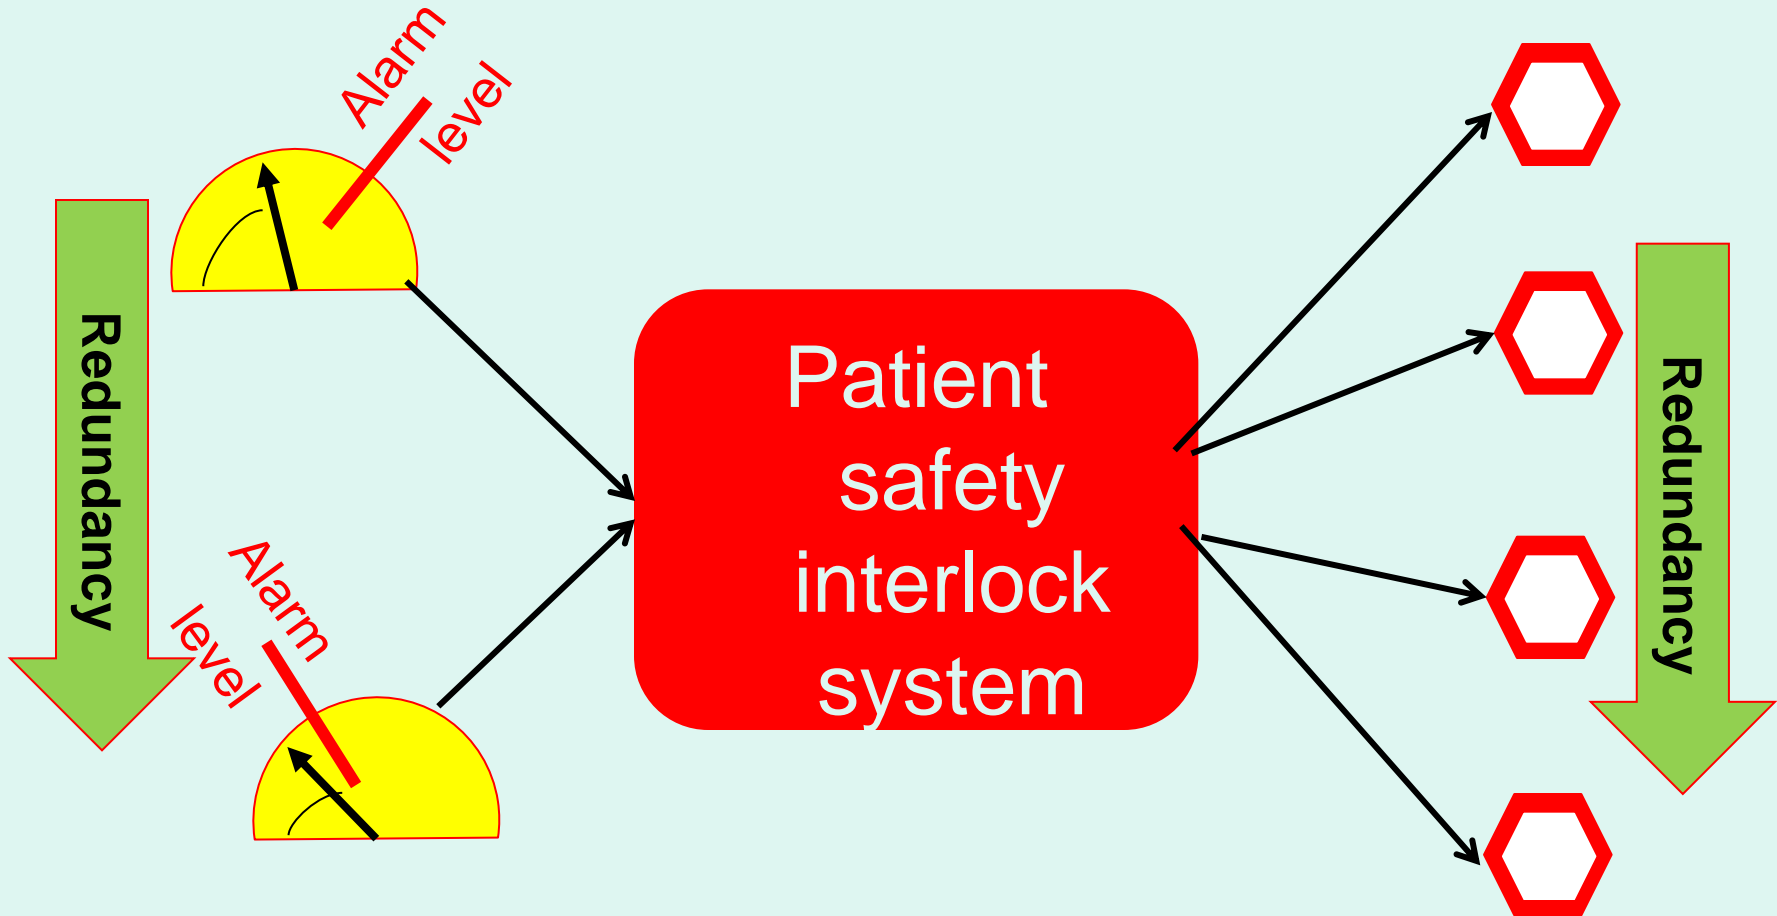 Alarm
level
Redundancy
Alarm
level
Patient
safety
interlock
system
Redundancy